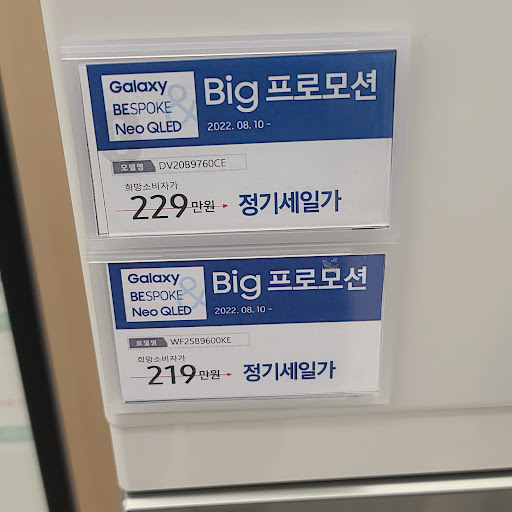 Galaxy
BESPOKE
Neo QLED
&
Big 프로모션
2022. 08. 10 -
모델명 DV20B9760CE
희망소비자가
229만원 정기세일가
Galaxy
BESPOKE
Neo QLED
&
Big 프로모션
2022. 08. 10 -
모델명 WF25B9600KE
희망소비자가
219만원 정기세일가